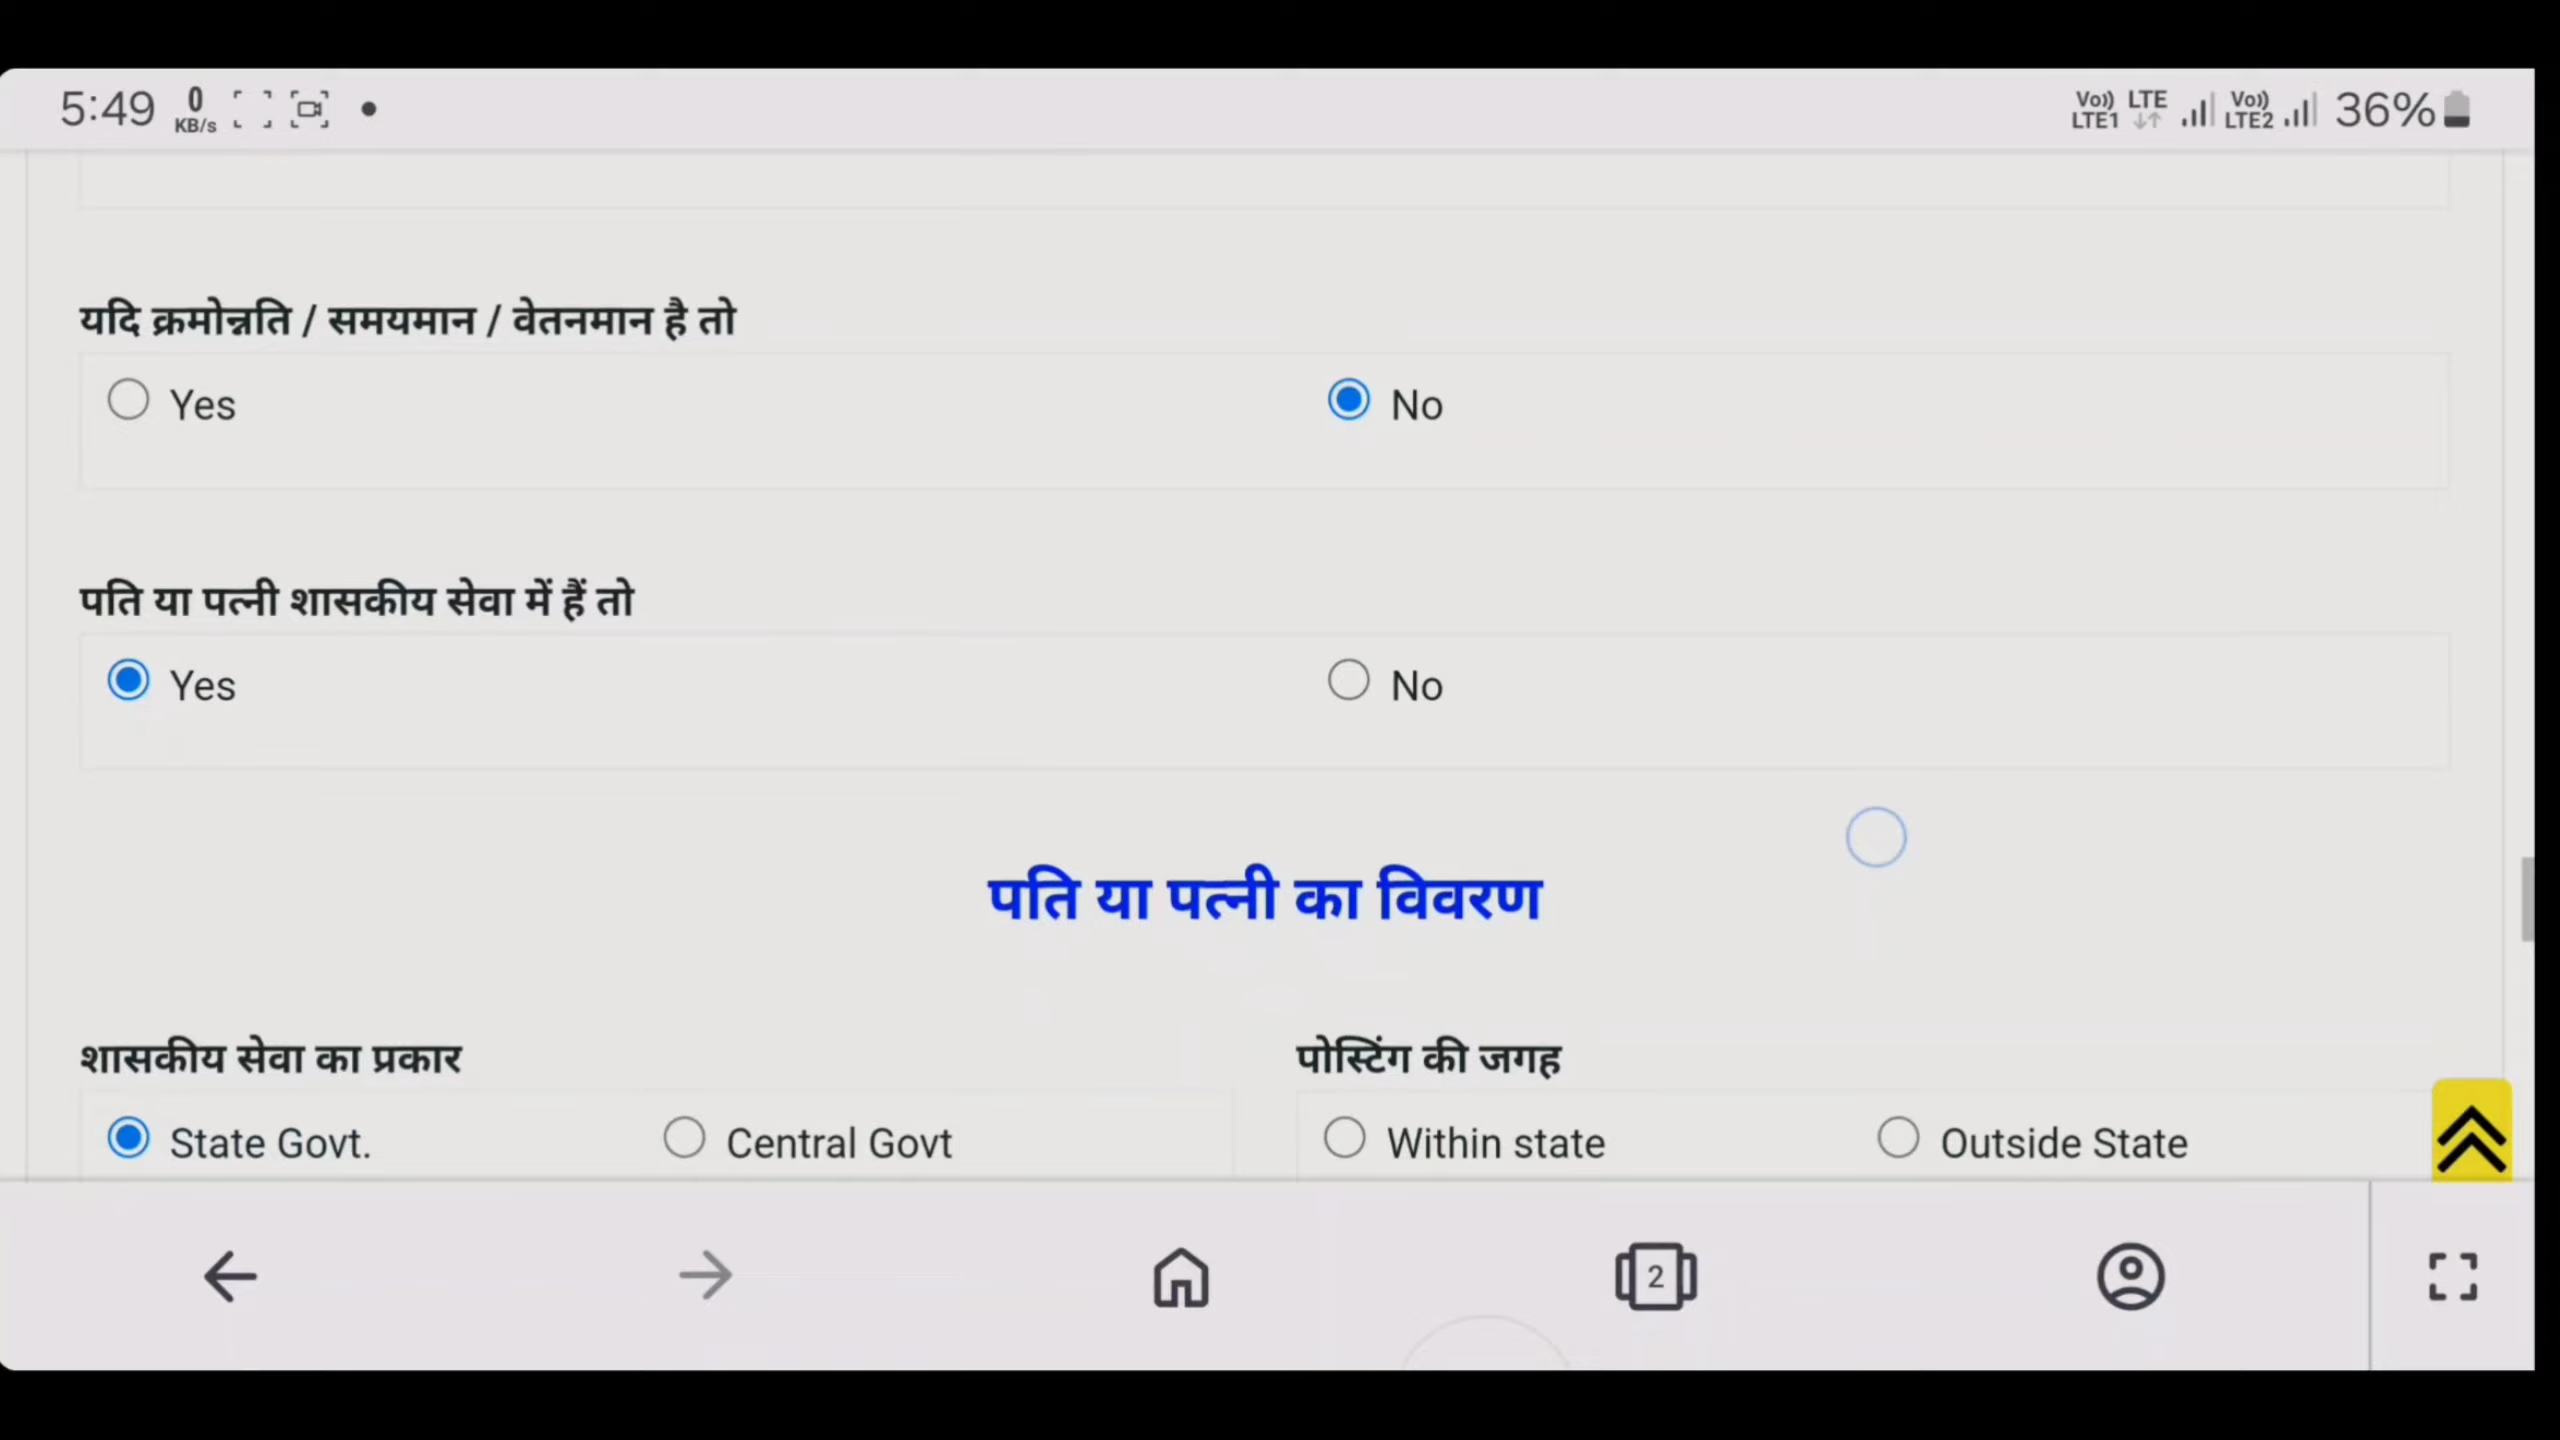 5:49 0 KB/s Vo)) LTE1 LTE Vo)) LTE2 36%
यदि क्रमोन्नति / समयमान / वेतनमान है तो
Yes No
पति या पत्नी शासकीय सेवा में हैं तो
Yes No
पति या पत्नी का विवरण
शासकीय सेवा का प्रकार पोस्टिंग की जगह
State Govt. Central Govt Within state Outside State
2